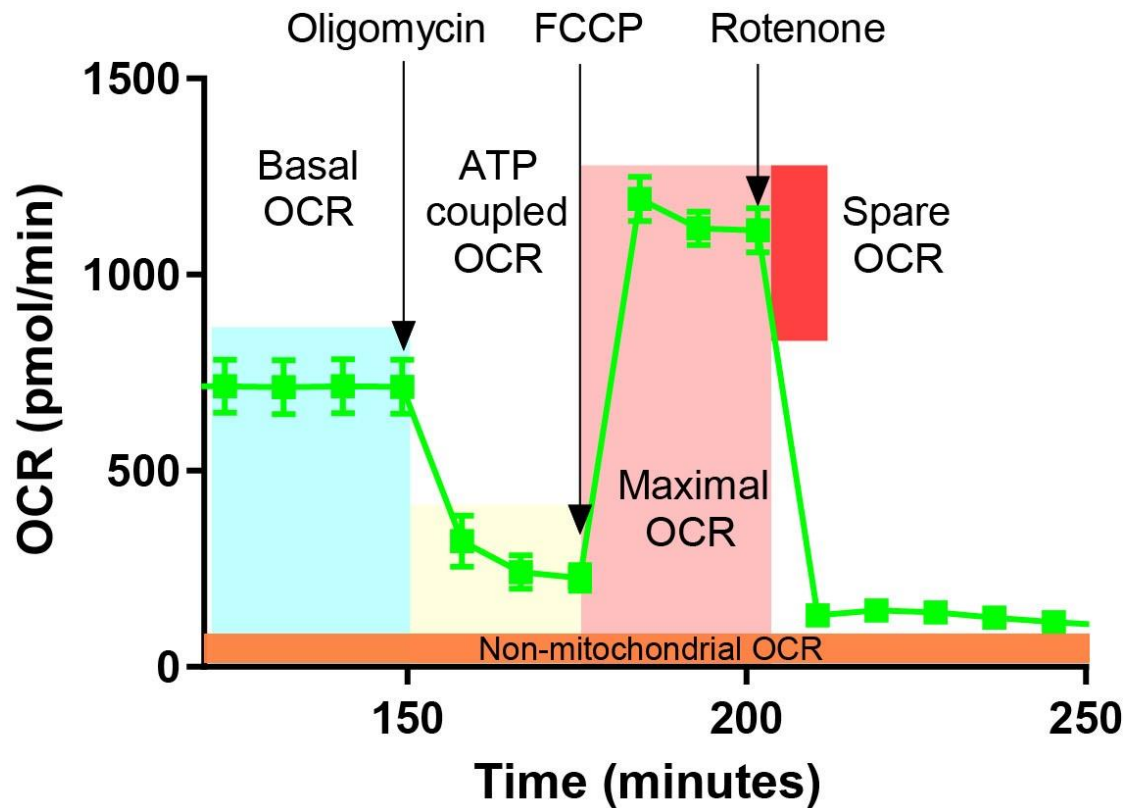 Oligomycin FCCP Rotenone
1500
1000
500
0
OCR (pmol/min)
Basal
OCR
ATP
coupled
OCR
Maximal
OCR
Spare
OCR
Non-mitochondrial OCR
150 200 250
Time (minutes)